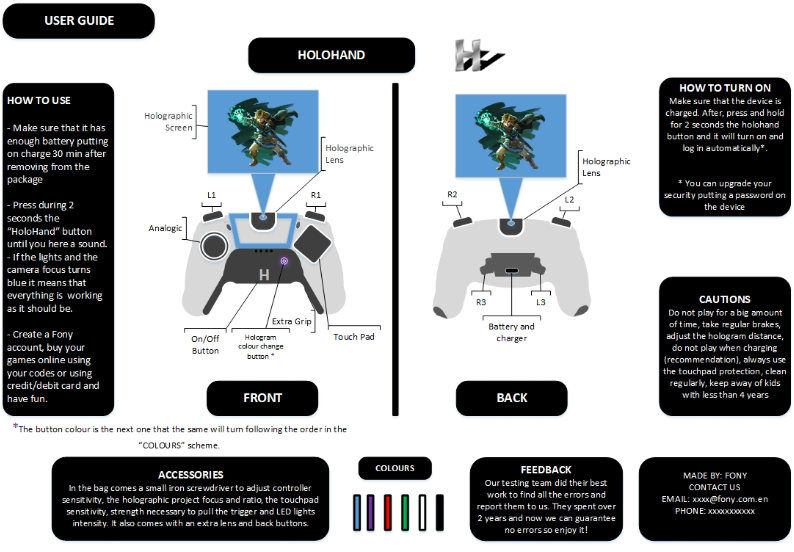 USER GUIDE
HOLOHAND
HOW TO USE
- Make sure that it has
enough battery putting
on charge 30 min after
removing from the
package
- Press during 2
seconds the
"HoloHand" button
until you here a sound.
- If the lights and the
camera focus turns
blue it means that
everything is working
as it should be.
- Create a Fony
account, buy your
games online using
your codes or using
credit/debit card and
have fun.
Holographic
Screen
Holographic
Lens
L1
R1
Analogic
H
On/Off
Button
Hologram
colour change
button *
Extra Grip
Touch Pad
FRONT
Holographic
Lens
R2
L2
R3
L3
Battery and
charger
BACK
HOW TO TURN ON
Make sure that the device is
charged. After, press and hold
for 2 seconds the holohand
button and it will turn on and
log in automatically*.
* You can upgrade your
security putting a password on
the device
CAUTIONS
Do not play for a big amount
of time, take regular brakes,
adjust the hologram distance,
do not play when charging
(recommendation), always use
the touchpad protection, clean
regularly, keep away of kids
with less than 4 years
*The button colour is the next one that the same will turn following the order in the
"COLOURS" scheme.
ACCESSORIES
In the bag comes a small iron screwdriver to adjust controller
sensitivity, the holographic project focus and ratio, the touchpad
sensitivity, strength necessary to pull the trigger and LED lights
intensity. It also comes with an extra lens and back buttons.
COLOURS
FEEDBACK
Our testing team did their best
work to find all the errors and
report them to us. They spent over
2 years and now we can guarantee
no errors so enjoy it!
MADE BY: FONY
CONTACT US
EMAIL: xxxx@fony.com.en
PHONE: xxxxxxxxxxx